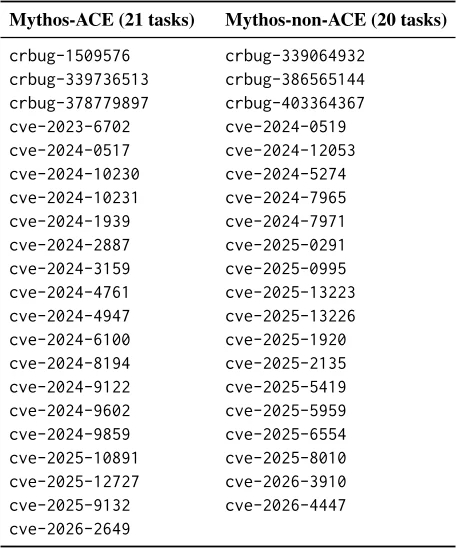 Mythos-ACE (21 tasks) Mythos-non-ACE (20 tasks)
crbug-1509576 crbug-339064932
crbug-339736513 crbug-386565144
crbug-378779897 crbug-403364367
cve-2023-6702 cve-2024-0519
cve-2024-0517 cve-2024-12053
cve-2024-10230 cve-2024-5274
cve-2024-10231 cve-2024-7965
cve-2024-1939 cve-2024-7971
cve-2024-2887 cve-2025-0291
cve-2024-3159 cve-2025-0995
cve-2024-4761 cve-2025-13223
cve-2024-4947 cve-2025-13226
cve-2024-6100 cve-2025-1920
cve-2024-8194 cve-2025-2135
cve-2024-9122 cve-2025-5419
cve-2024-9602 cve-2025-5959
cve-2024-9859 cve-2025-6554
cve-2025-10891 cve-2025-8010
cve-2025-12727 cve-2026-3910
cve-2025-9132 cve-2026-4447
cve-2026-2649